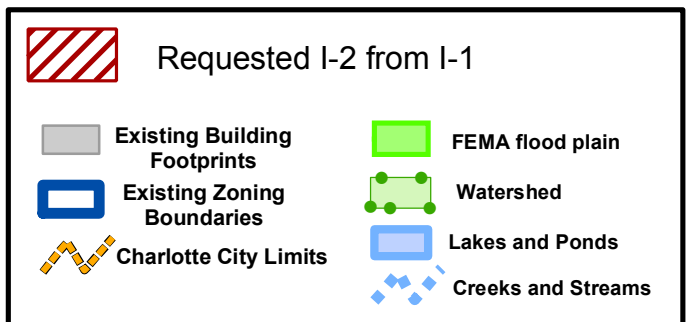 Requested I-2 from I-1
Existing Building
Footprints
Existing Zoning
Boundaries
Charlotte City Limits
FEMA flood plain
Watershed
Lakes and Ponds
Creeks and Streams